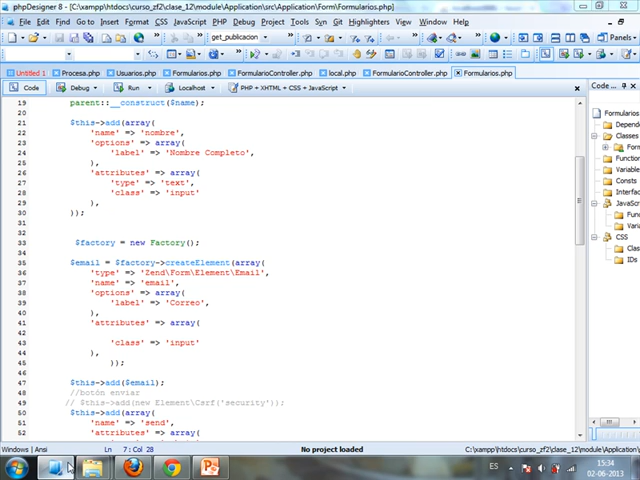 phpDesigner 8 - [C:\xampp\htdocs\curso_zf2\clase_12\module\Application\src\Application\Form\Formularios.php]
File Edit Go to Insert Format CSS JavaScript PHP Debug Project Tools Git Highlighters View Window Help
get_publicacion Panels
Untitled 1 Procesa.php Usuarios.php Formularios.php FormularioController.php local.php FormularioController.php Formularios.php
Code Debug Run Localhost PHP + XHTML + CSS + JavaScript
Code ...
19 parent::__construct($name);
20
21 $this->add(array(
22 'name' => 'nombre',
23 'options' => array(
24 'label' => 'Nombre Completo',
25 ),
26 'attributes' => array(
27 'type' => 'text',
28 'class' => 'input'
29 ),
30 ));
31
32
33 $factory = new Factory();
34
35 $email = $factory->createElement(array(
36 'type' => 'Zend\Form\Element\Email',
37 'name' => 'email',
38 'options' => array(
39 'label' => 'Correo',
40 ),
41 'attributes' => array(
42
43 'class' => 'input'
44 ),
45 ));
46
47 $this->add($email);
48 //botón enviar
49 // $this->add(new Element\Csrf('security');
50 $this->add(array(
51 'name' => 'send',
52 'attributes' => array(
Formularios
Depend
Classes
Form
Function
Variable
Consts
Interfac
JavaScr
Func
Varia
CSS
Class
IDs
Windows | Ansi Ln 7 : Col 28 No project loaded C:\xampp\htdocs\curso_zf2\clase_12\module\Applicatio
ES 15:34
02-06-2013